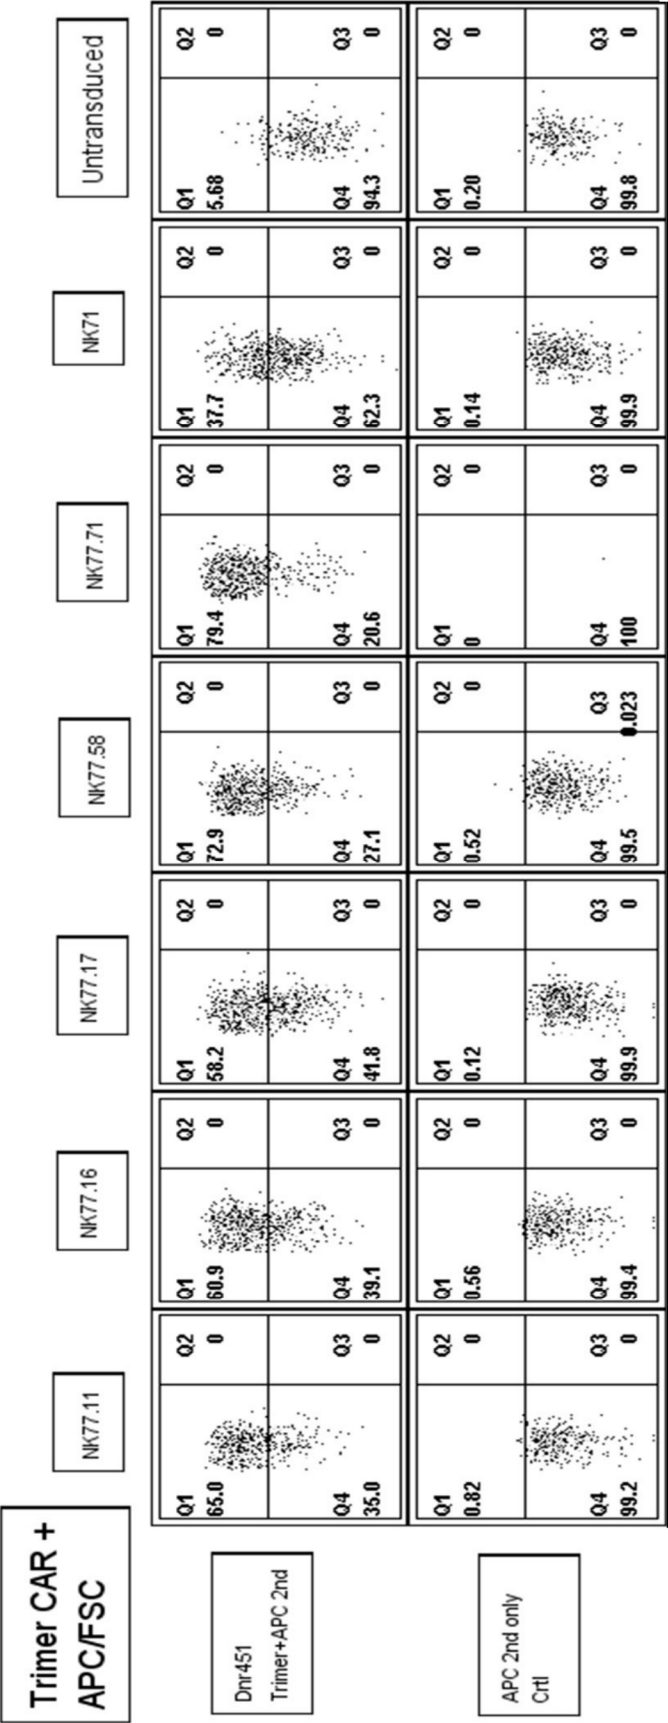 Trimer CAR +
APC/FSC
NK77.11
NK77.16
NK77.17
NK77.58
NK77.71
NK71
Untransduced
Dnr451
Trimer+APC 2nd
Q1 Q2
65.0 0
Q4 Q3
35.0 0
Q1 Q2
60.9 0
Q4 Q3
39.1 0
Q1 Q2
58.2 0
Q4 Q3
41.8 0
Q1 Q2
72.9 0
Q4 Q3
27.1 0
Q1 Q2
79.4 0
Q4 Q3
20.6 0
Q1 Q2
37.7 0
Q4 Q3
62.3 0
Q1 Q2
5.68 0
Q4 Q3
94.3 0
APC 2nd only
Crtl
Q1 Q2
0.82 0
Q4 Q3
99.2 0
Q1 Q2
0.56 0
Q4 Q3
99.4 0
Q1 Q2
0.12 0
Q4 Q3
99.9 0
Q1 Q2
0.52 0
Q4 Q3
99.5 0.023
Q1 Q2
0 0
Q4 Q3
100 0
Q1 Q2
0.14 0
Q4 Q3
99.9 0
Q1 Q2
0.20 0
Q4 Q3
99.8 0